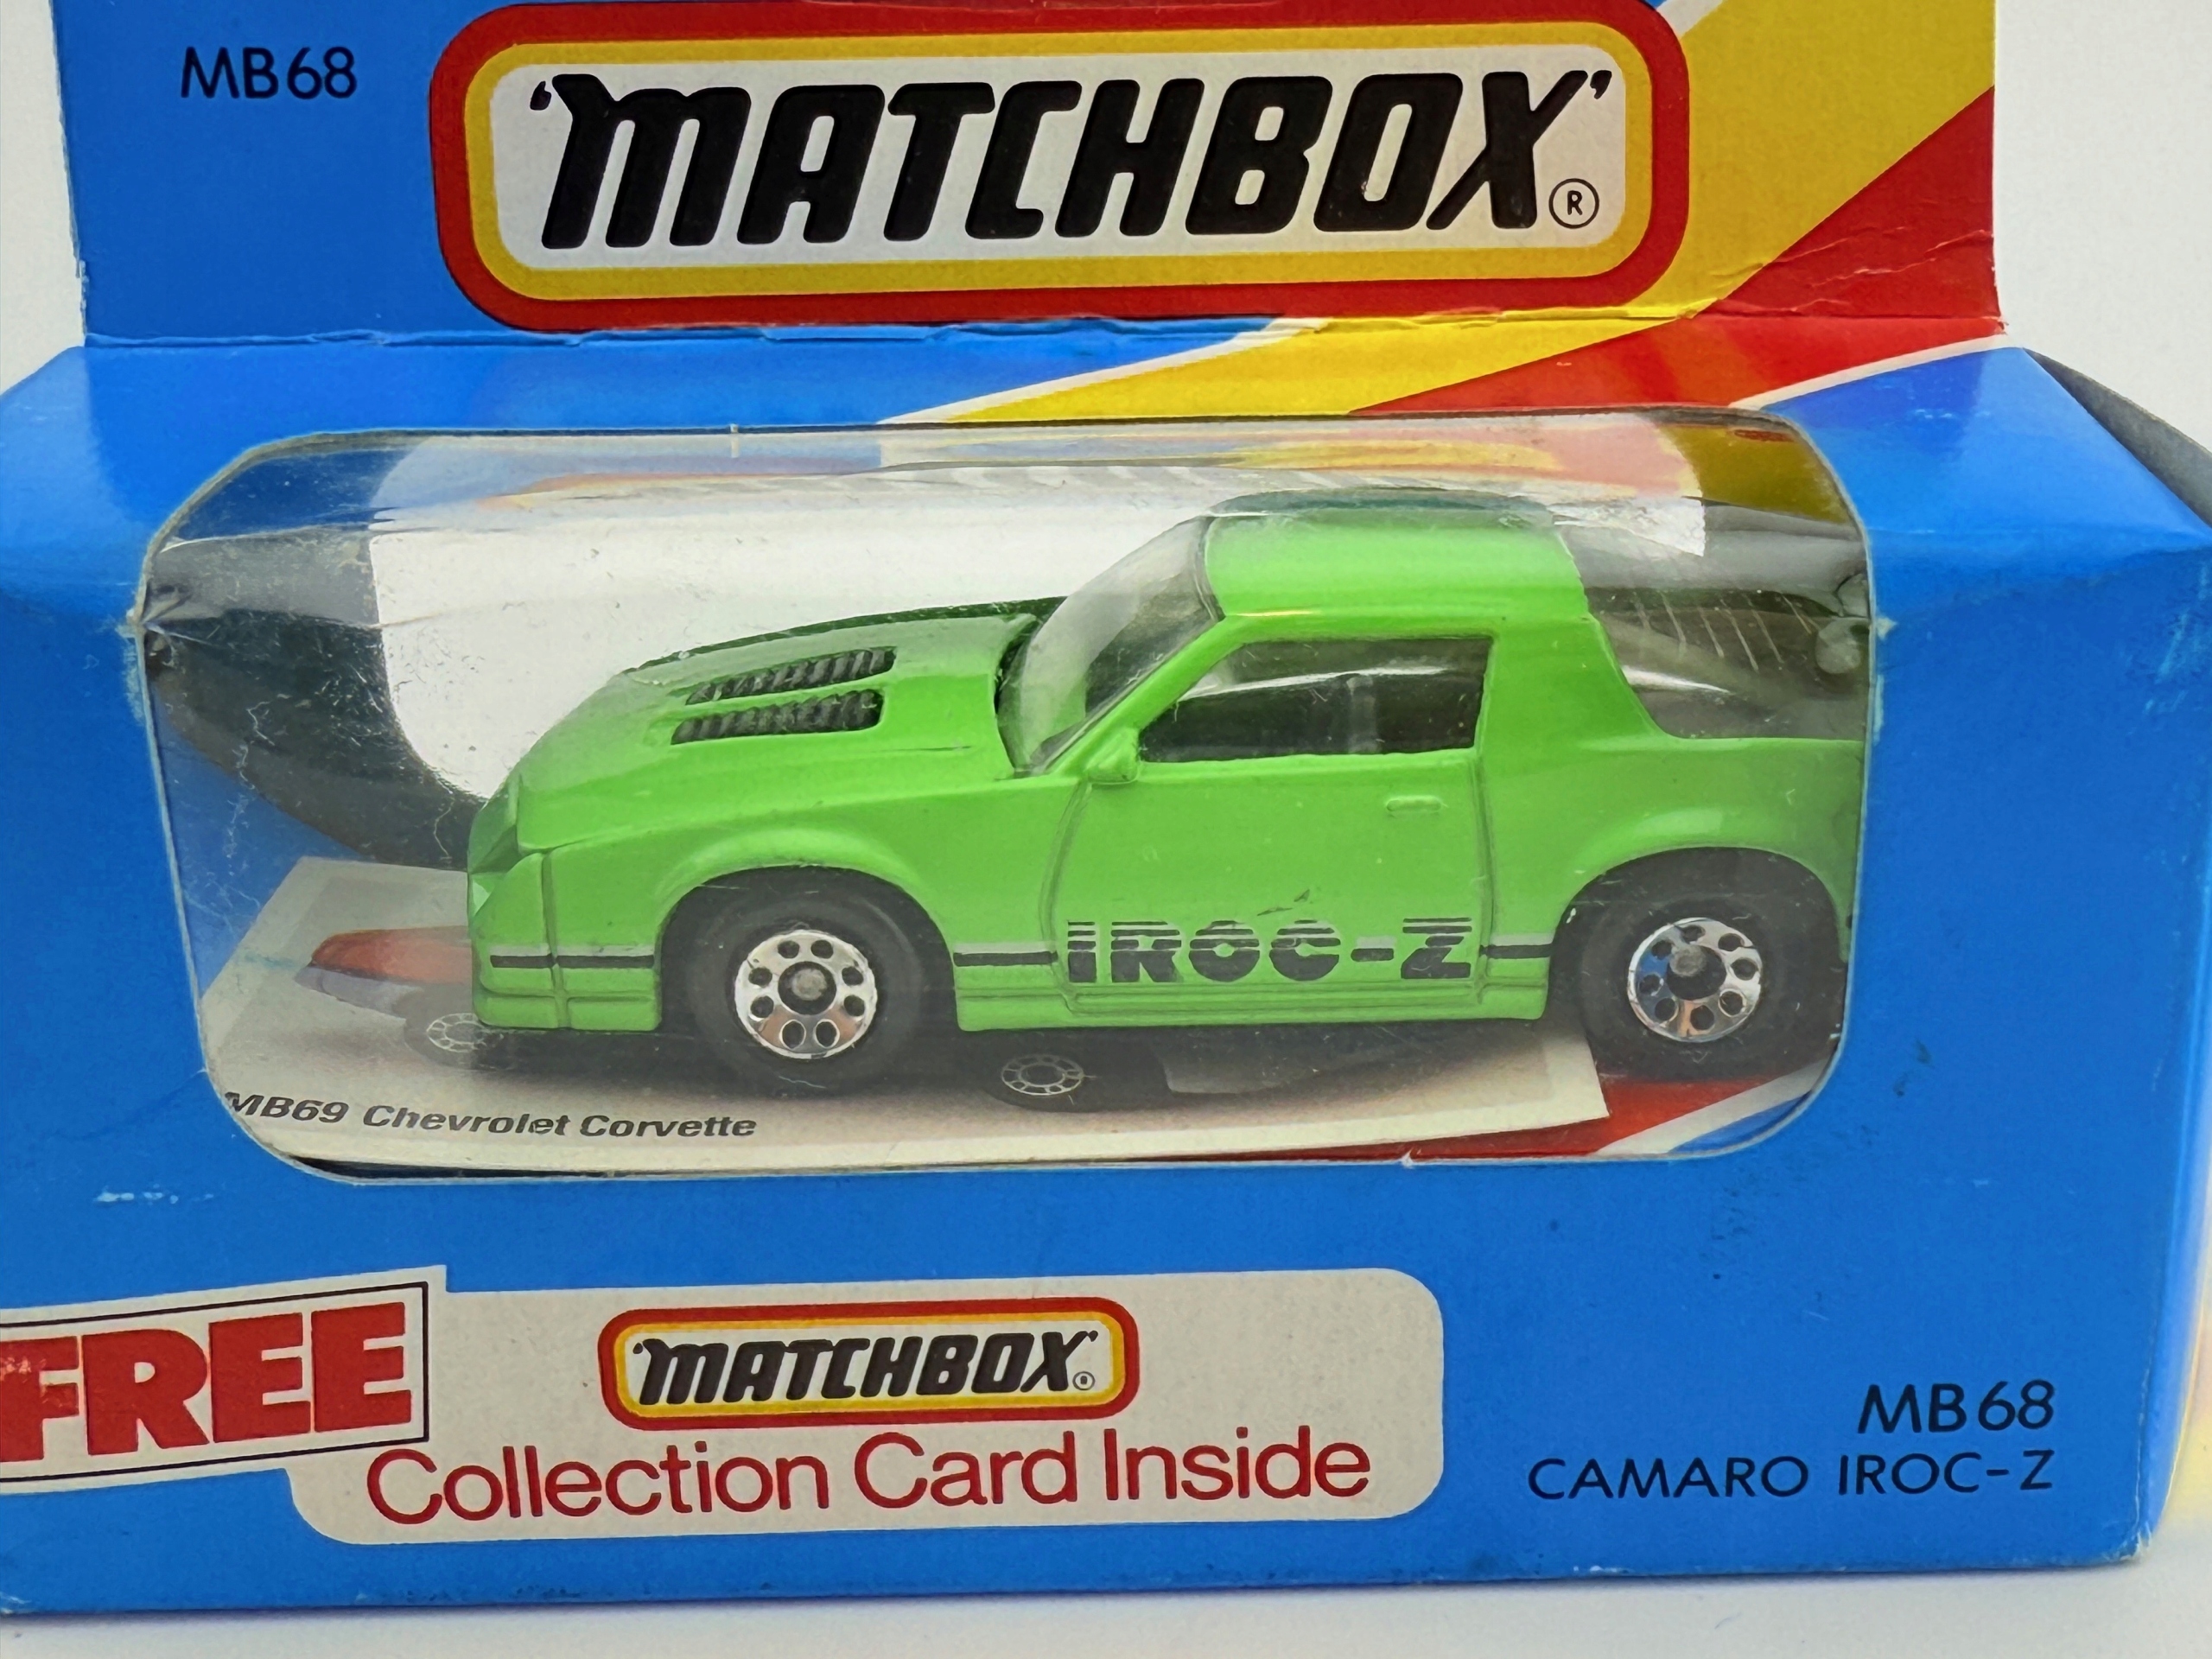 MB68
'MATCHBOX'®
IROC-Z
MB69 Chevrolet Corvette
FREE
'MATCHBOX'®
Collection Card Inside
MB68
CAMARO IROC-Z